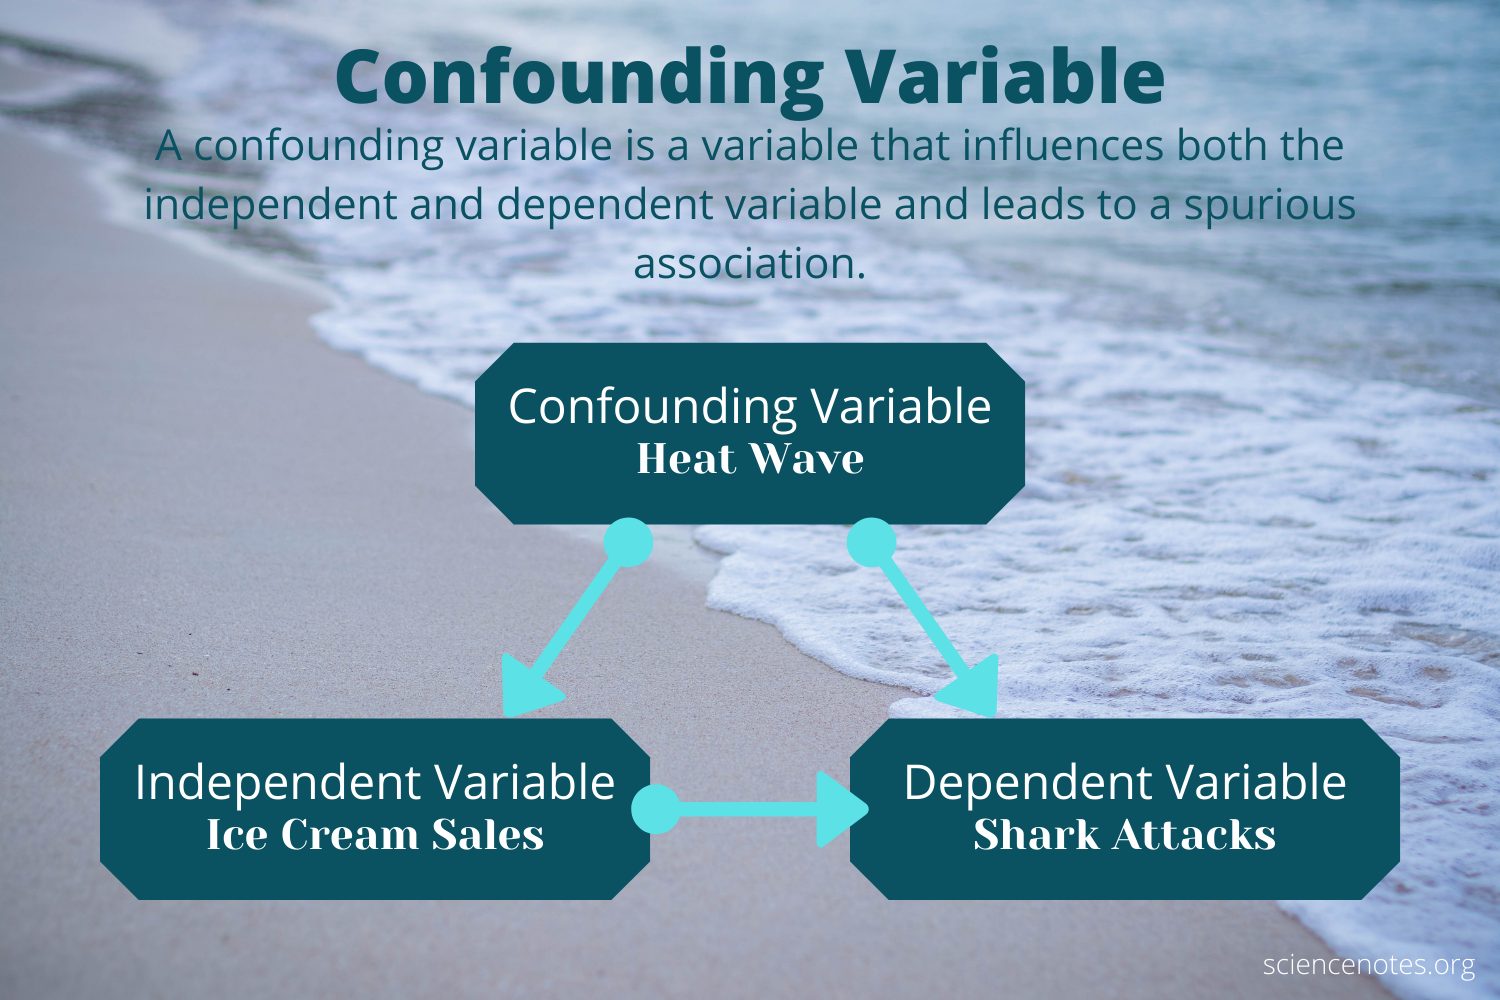 Confounding Variable
A confounding variable is a variable that influences both the
independent and dependent variable and leads to a spurious
association.
Confounding Variable
Heat Wave
Independent Variable
Ice Cream Sales
Dependent Variable
Shark Attacks
sciencenotes.org